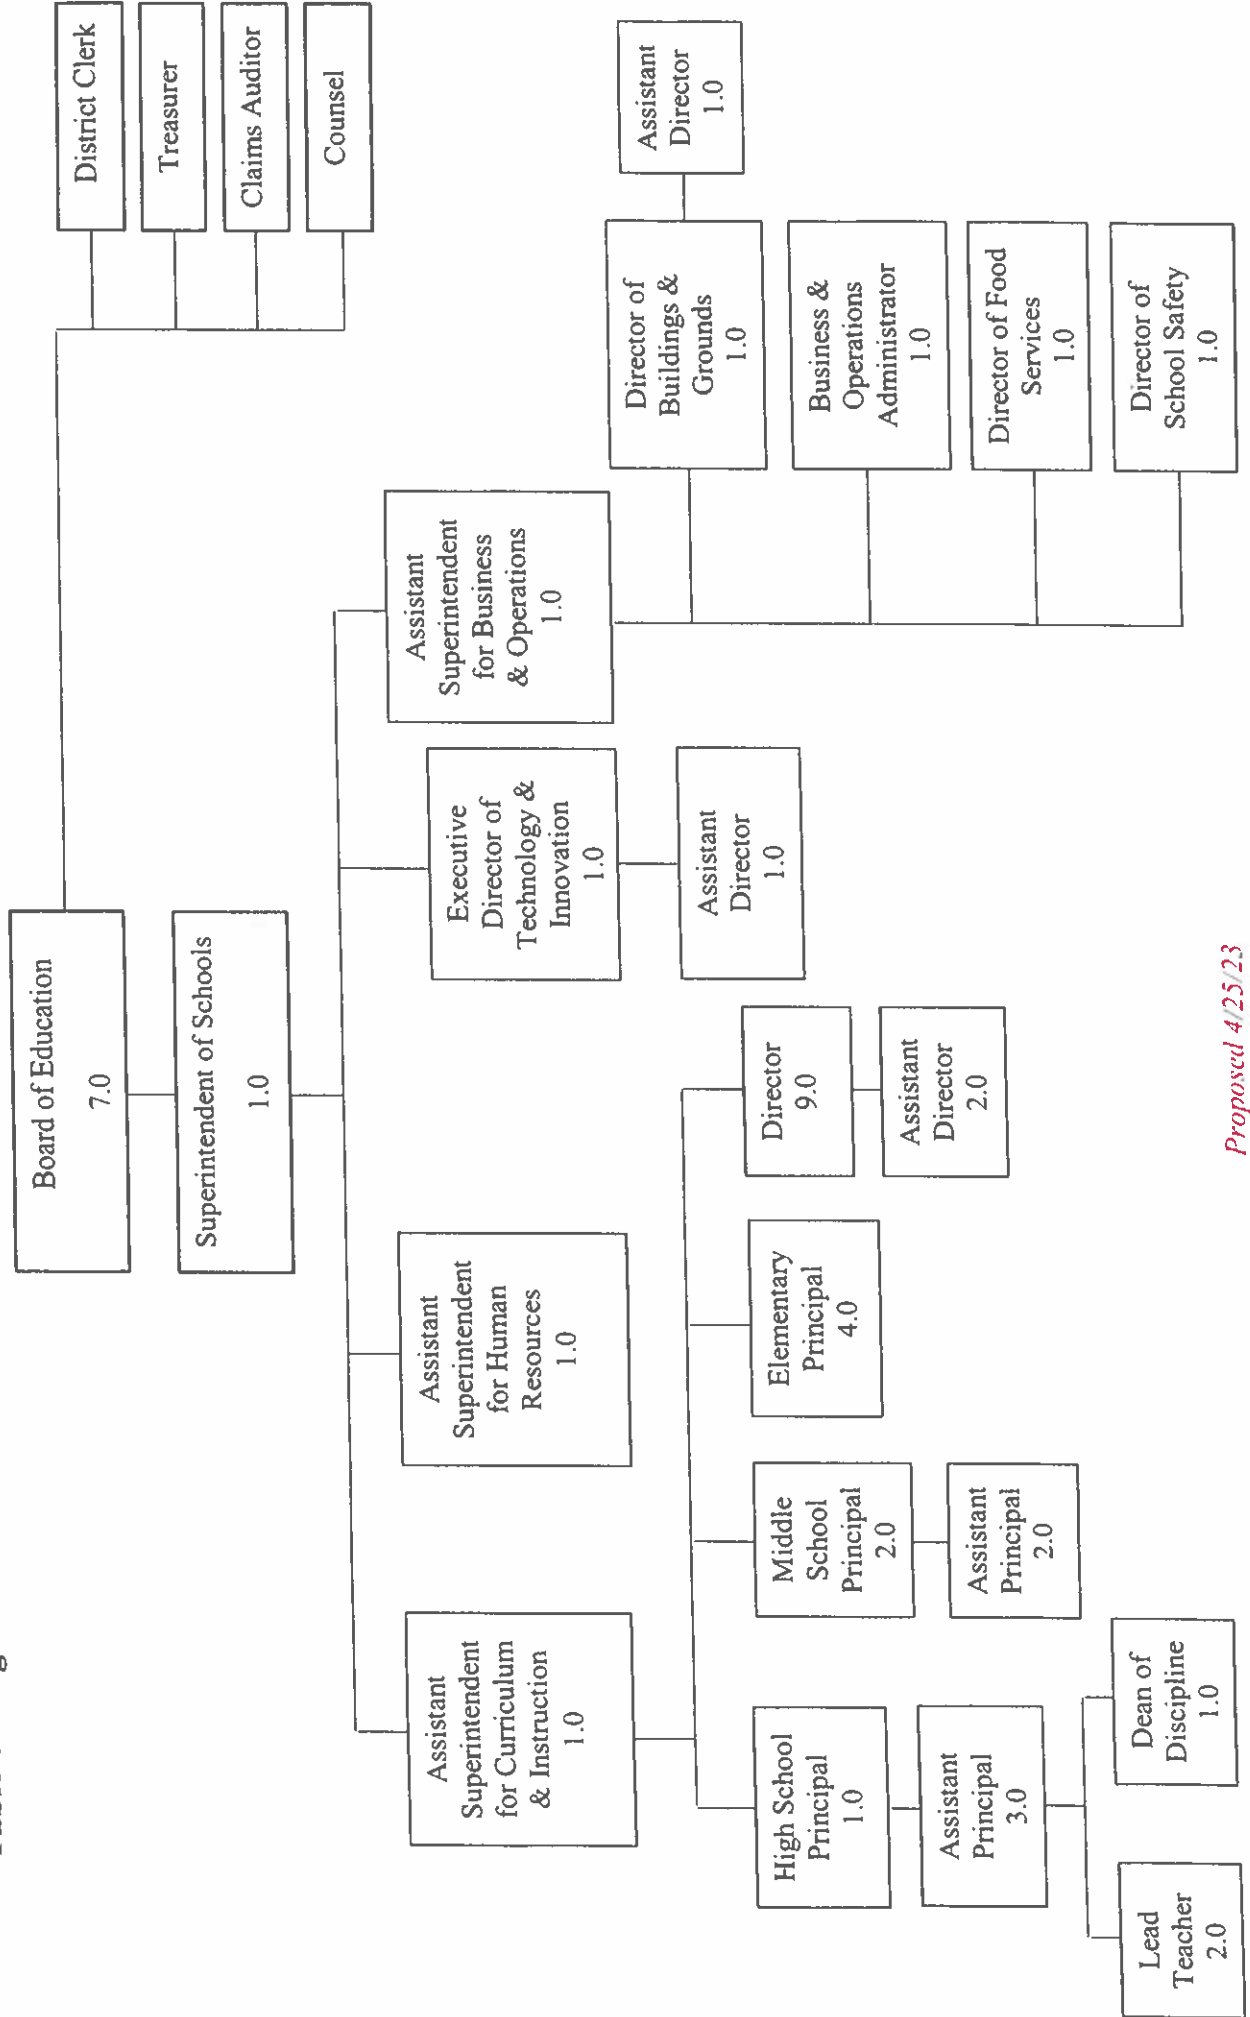 Board of Education
7.0
District Clerk
Treasurer
Claims Auditor
Counsel
Superintendent of Schools
1.0
Assistant
Superintendent
for Curriculum
& Instruction
1.0
Assistant
Superintendent
for Human
Resources
1.0
Executive
Director of
Technology &
Innovation
1.0
Assistant
Superintendent
for Business
& Operations
1.0
Assistant
Director
1.0
Director of
Buildings &
Grounds
1.0
Assistant
Director
1.0
Business &
Operations
Administrator
1.0
Director of Food
Services
1.0
Director of
School Safety
1.0
High School
Principal
1.0
Middle
School
Principal
2.0
Elementary
Principal
4.0
Director
9.0
Assistant
Principal
3.0
Assistant
Principal
2.0
Assistant
Director
2.0
Lead
Teacher
2.0
Dean of
Discipline
1.0
Proposed 4/25/23